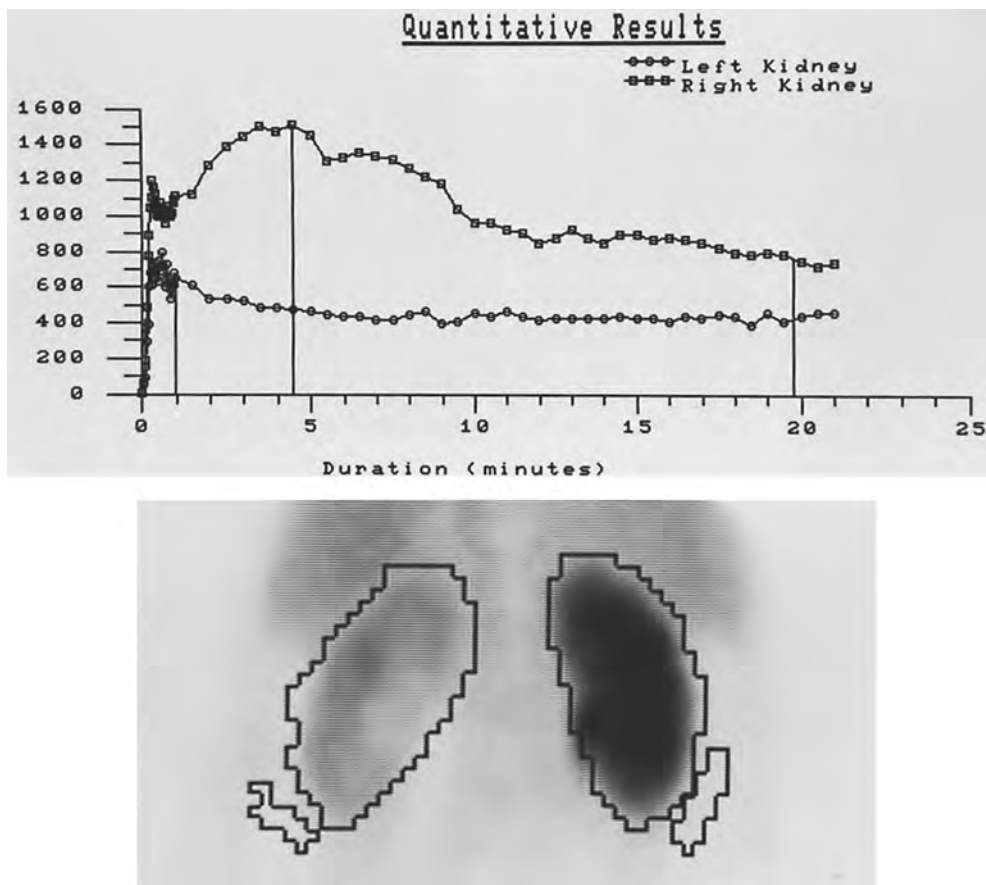 Quantitative Results
Left Kidney
Right Kidney
1600
1400
1200
1000
800
600
400
200
0
0 5 10 15 20 25
Duration (minutes)